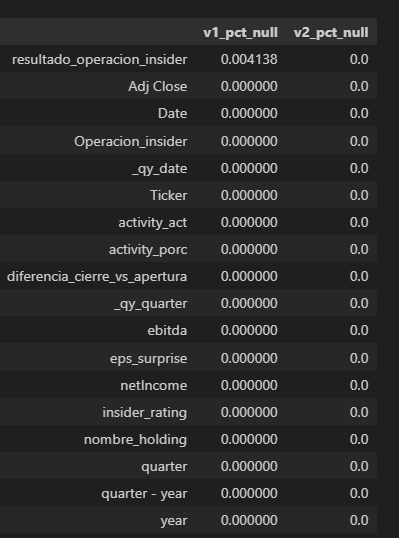 v1_pct_null v2_pct_null
resultado_operacion_insider 0.004138 0.0
Adj Close 0.000000 0.0
Date 0.000000 0.0
Operacion_insider 0.000000 0.0
_qy_date 0.000000 0.0
Ticker 0.000000 0.0
activity_act 0.000000 0.0
activity_porc 0.000000 0.0
diferencia_cierre_vs_apertura 0.000000 0.0
_qy_quarter 0.000000 0.0
ebitda 0.000000 0.0
eps_surprise 0.000000 0.0
netIncome 0.000000 0.0
insider_rating 0.000000 0.0
nombre_holding 0.000000 0.0
quarter 0.000000 0.0
quarter - year 0.000000 0.0
year 0.000000 0.0